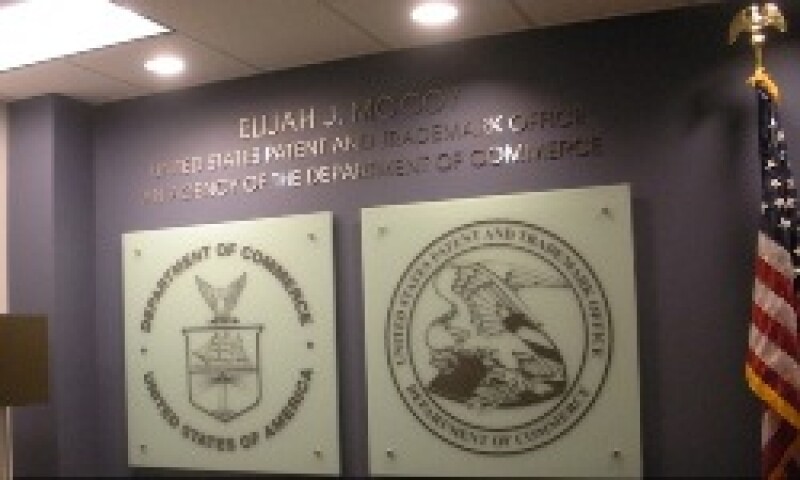 ELIJAH J. MCCOY
UNITED STATES PATENT AND TRADEMARK OFFICE
AN AGENCY OF THE DEPARTMENT OF COMMERCE
DEPARTMENT OF COMMERCE
UNITED STATES OF AMERICA
UNITED STATES PATENT AND TRADEMARK OFFICE
DEPARTMENT OF COMMERCE